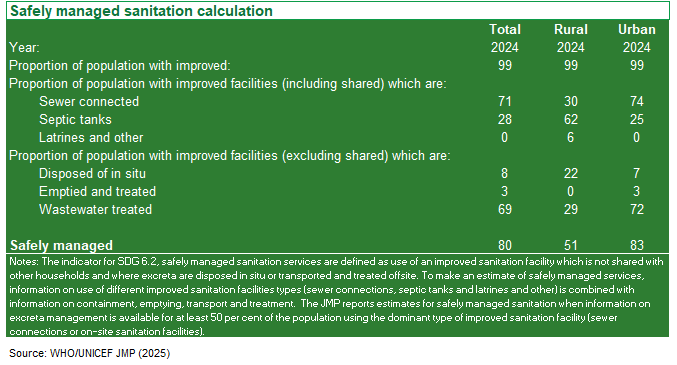 Safely managed sanitation calculation
Total Rural Urban
Year: 2024 2024 2024
Proportion of population with improved: 99 99 99
Proportion of population with improved facilities (including shared) which are:
Sewer connected 71 30 74
Septic tanks 28 62 25
Latrines and other 0 6 0
Proportion of population with improved facilities (excluding shared) which are:
Disposed of in situ 8 22 7
Emptied and treated 3 0 3
Wastewater treated 69 29 72
Safely managed 80 51 83
Notes: The indicator for SDG 6.2, safely managed sanitation services are defined as use of an improved sanitation facility which is not shared with
other households and where excreta are disposed in situ or transported and treated offsite. To make an estimate of safely managed services,
information on use of different improved sanitation facilities types (sewer connections, septic tanks and latrines and other) is combined with
information on containment, emptying, transport and treatment. The JMP reports estimates for safely managed sanitation when information on
excreta management is available for at least 50 per cent of the population using the dominant type of improved sanitation facility (sewer
connections or on-site sanitation facilities).
Source: WHO/UNICEF JMP (2025)